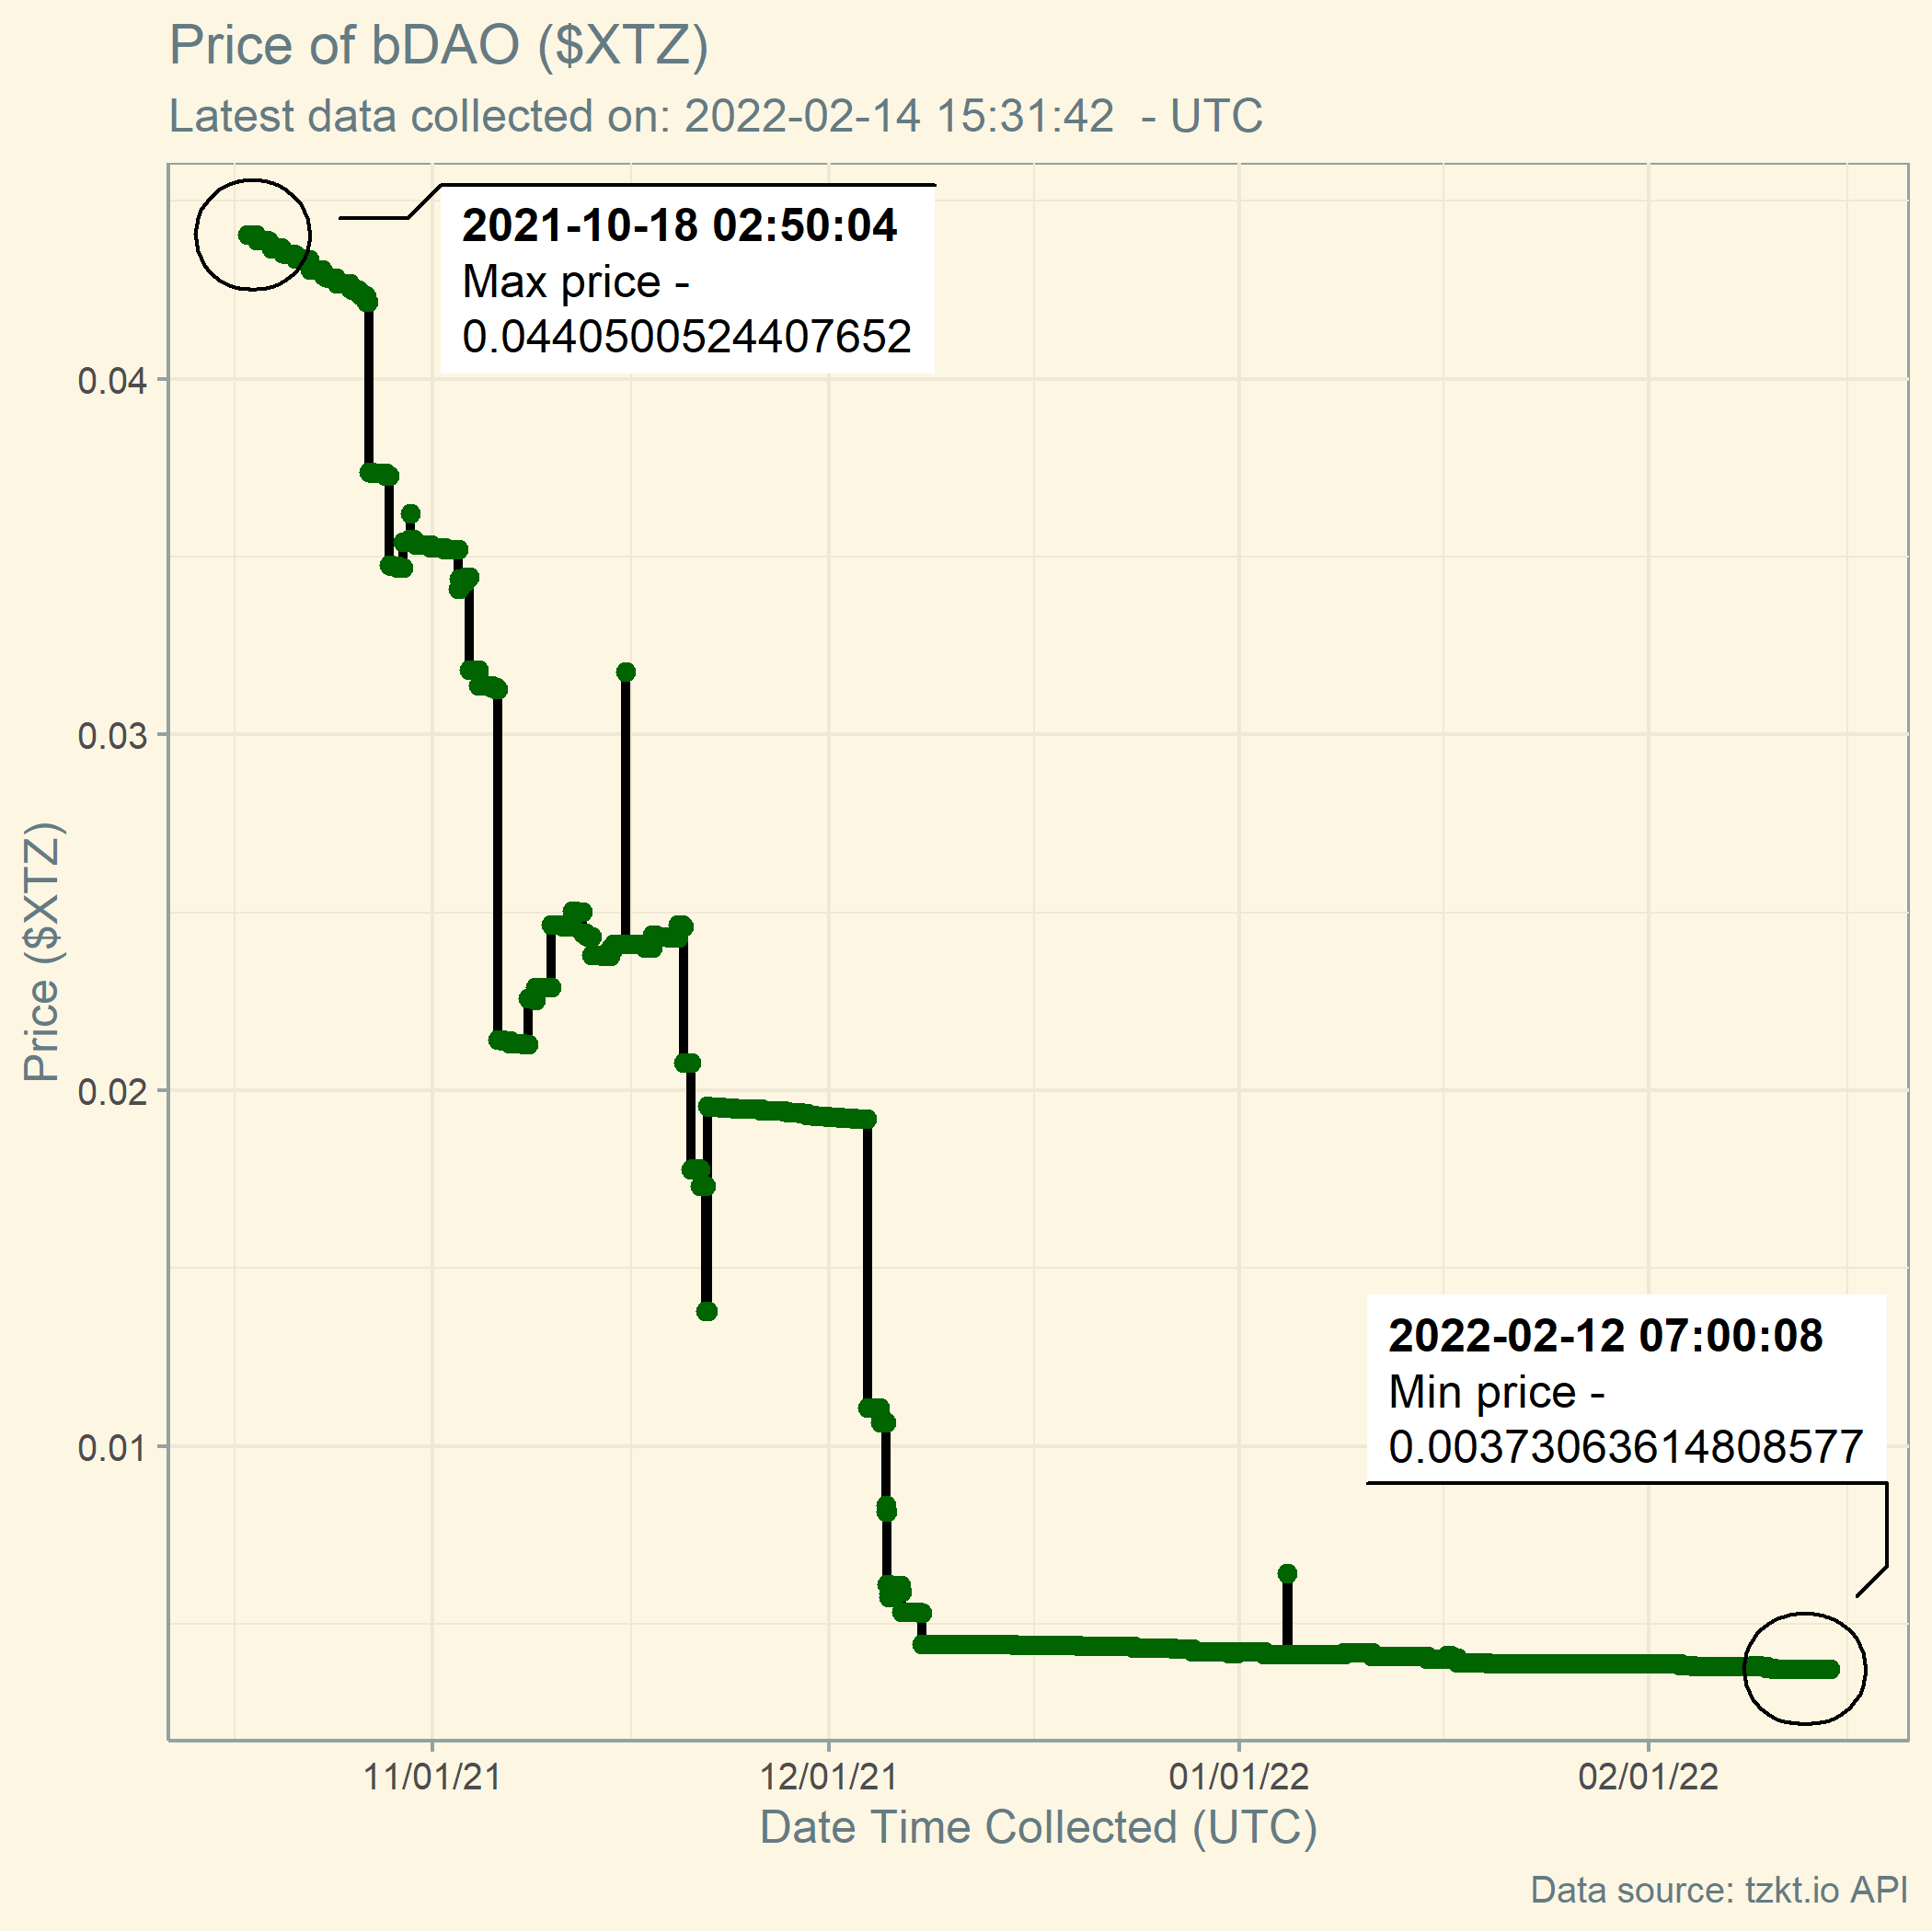 Price of bDAO ($XTZ)
Latest data collected on: 2022-02-14 15:31:42  - UTC
2021-10-18 02:50:04
Max price -
0.0440500524407652
0.04
0.03
0.02
0.01
Price ($XTZ)
2022-02-12 07:00:08
Min price -
0.00373063614808577
11/01/21
12/01/21
01/01/22
02/01/22
Date Time Collected (UTC)
Data source: tzkt.io API